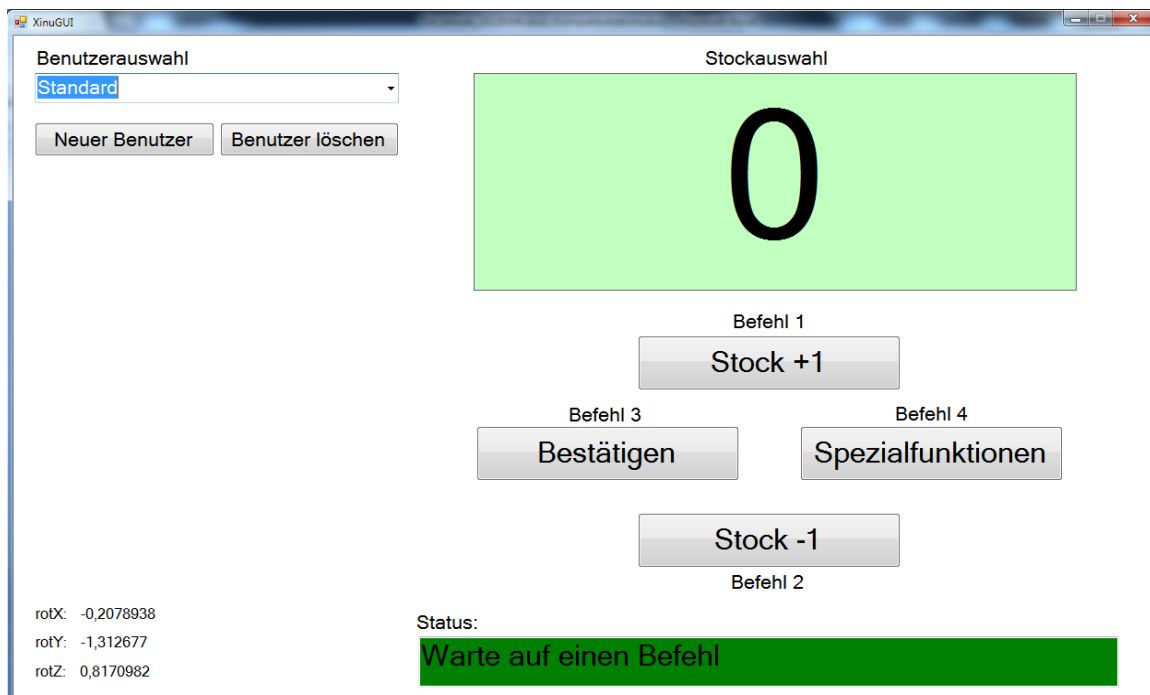 XinuGUI
Benutzerauswahl
Standard
Neuer Benutzer
Benutzer löschen
Stockauswahl
0
Befehl 1
Stock +1
Befehl 3
Befehl 4
Bestätigen
Spezialfunktionen
Stock -1
Befehl 2
rotX: -0,2078938
rotY: -1,312677
rotZ: 0,8170982
Status:
Warte auf einen Befehl